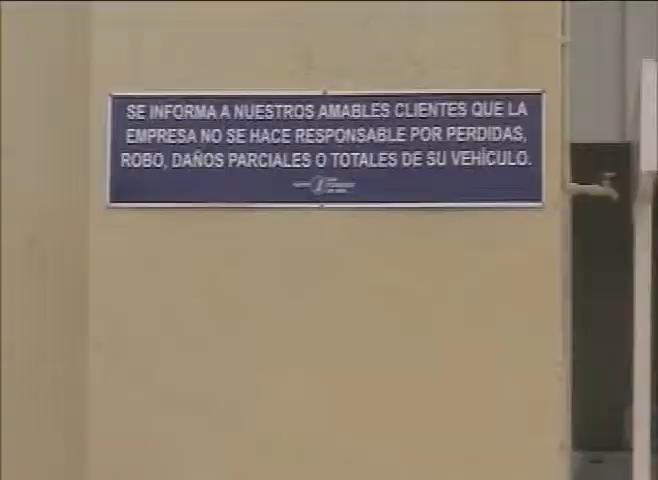 SE INFORMA A NUESTROS AMABLES CLIENTES QUE LA
EMPRESA NO SE HACE RESPONSABLE POR PERDIDAS,
ROBO, DAÑOS PARCIALES O TOTALES DE SU VEHÍCULO.